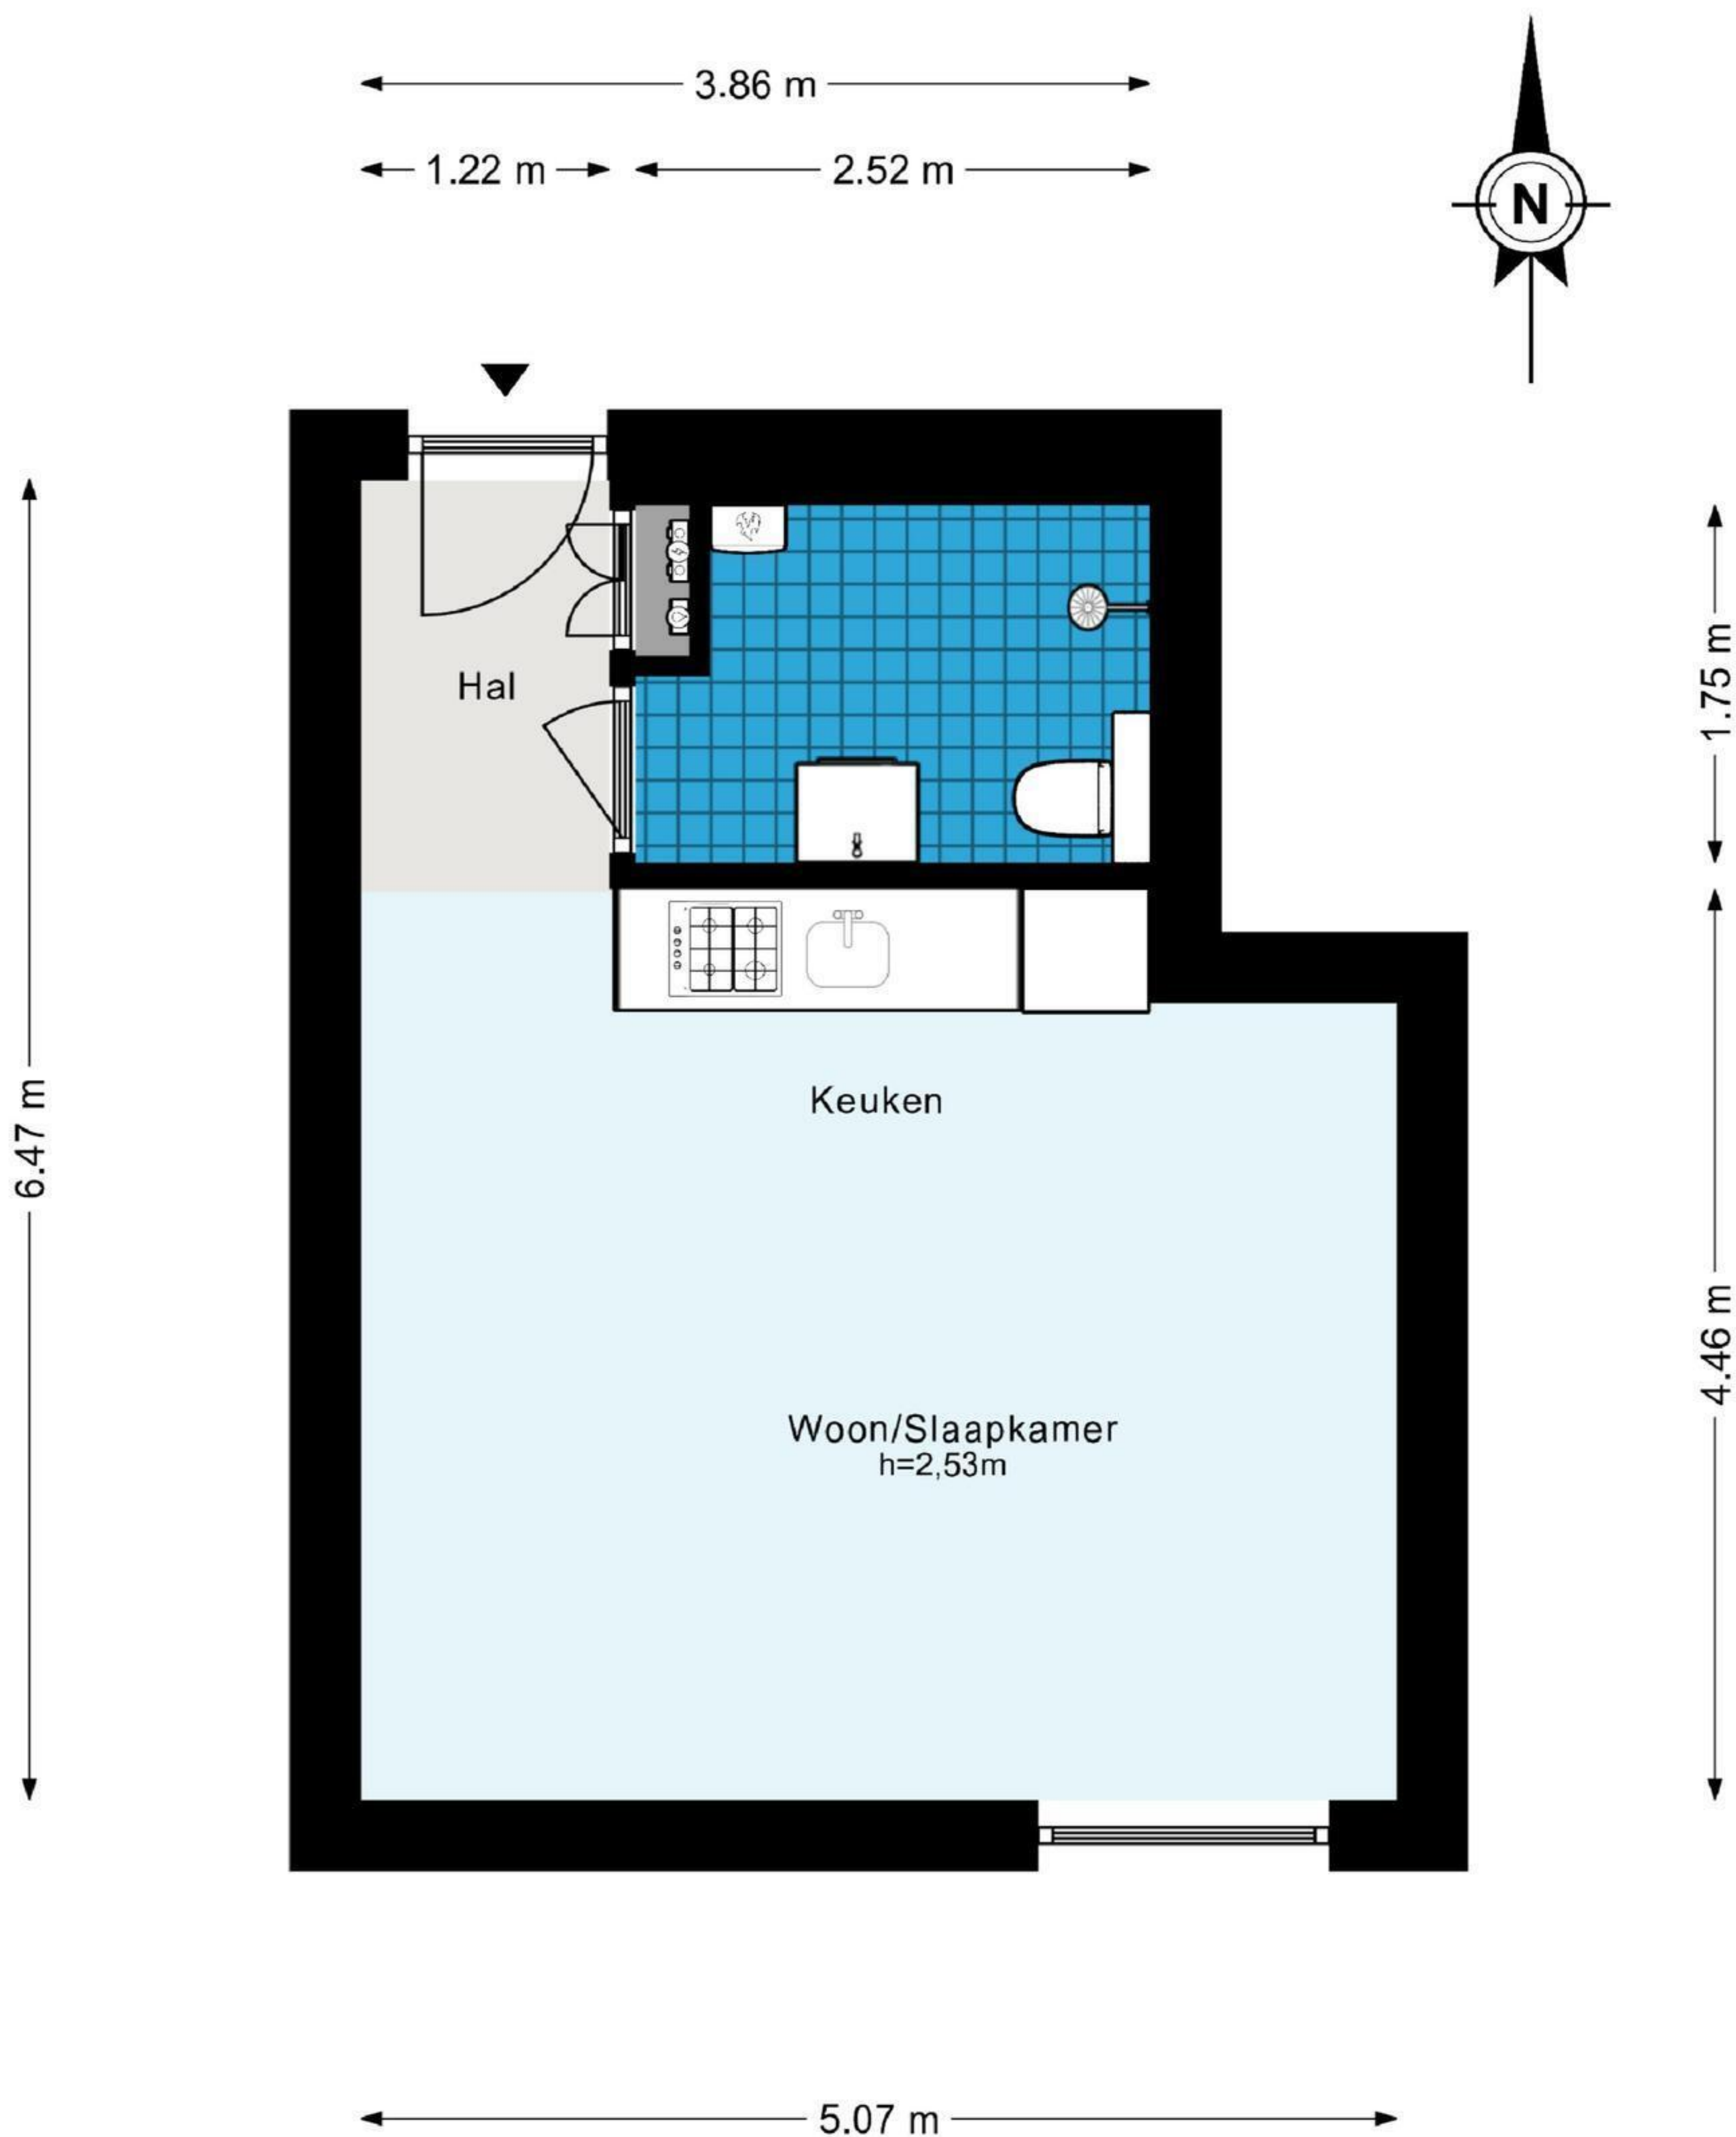 3.86 m
1.22 m
2.52 m
N
Hal
1.75 m
6.47 m
Keuken
4.46 m
Woon/Slaapkamer
h=2,53m
5.07 m